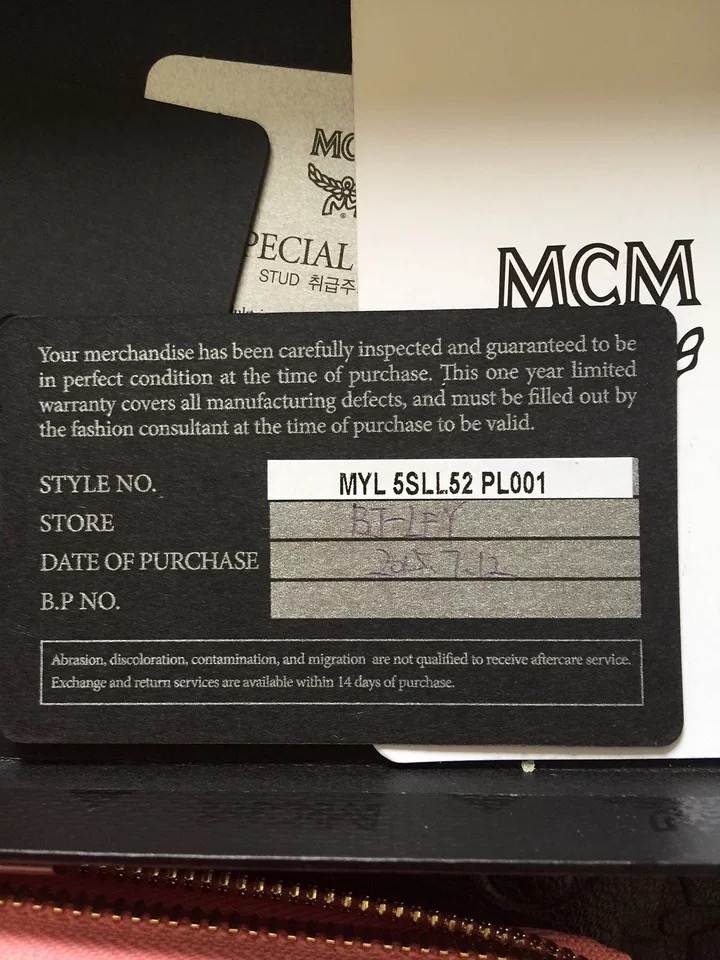 MC
PECIAL
STUD 취급주
MCM
Your merchandise has been carefully inspected and guaranteed to be
in perfect condition at the time of purchase. This one year limited
warranty covers all manufacturing defects, and must be filled out by
the fashion consultant at the time of purchase to be valid.
STYLE NO. MYL 5SLL52 PL001
STORE
DATE OF PURCHASE 2015.7.12
B.P NO.
Abrasion, discoloration, contamination, and migration are not qualified to receive aftercare service.
Exchange and return services are available within 14 days of purchase.